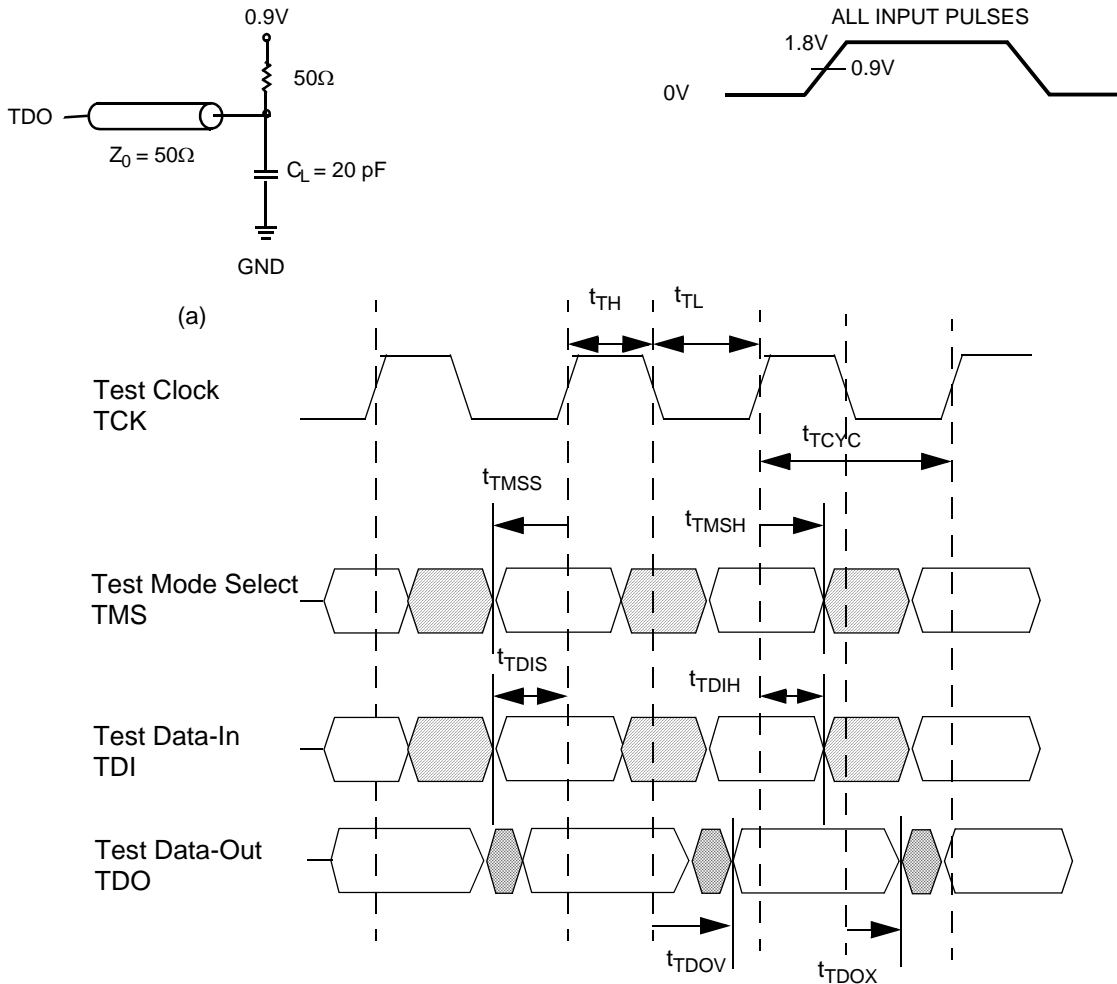 0.9V
50Ω
TDO
Z0 = 50Ω
CL = 20 pF
GND
(a)
ALL INPUT PULSES
1.8V
0.9V
0V
tTH
tTL
Test Clock
TCK
tTCYC
tTMSS
tTMSH
Test Mode Select
TMS
tTDIS
tTDIH
Test Data-In
TDI
Test Data-Out
TDO
tTDOV
tTDOX